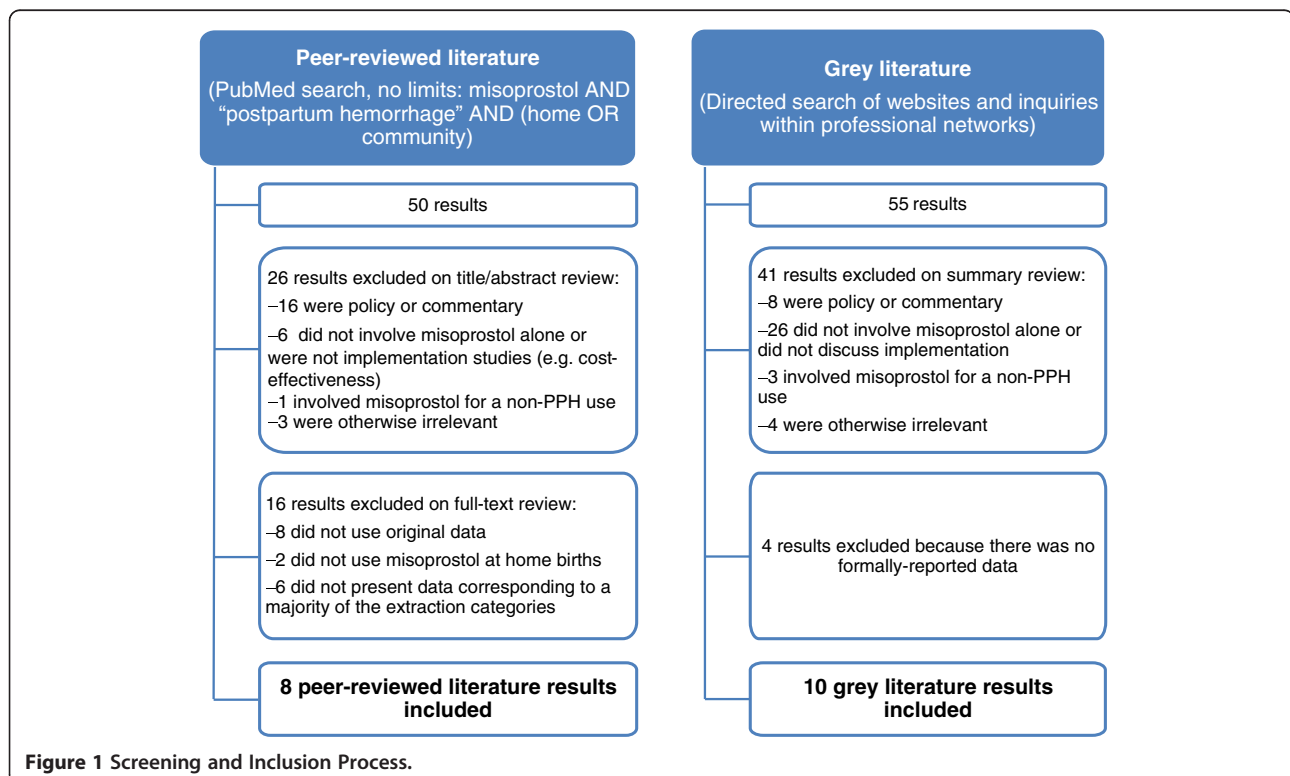 Peer-reviewed literature
(PubMed search, no limits: misoprostol AND
“postpartum hemorrhage” AND (home OR
community)
50 results
26 results excluded on title/abstract review:
–16 were policy or commentary
–6 did not involve misoprostol alone or
were not implementation studies (e.g. cost-
effectiveness)
–1 involved misoprostol for a non-PPH use
–3 were otherwise irrelevant
16 results excluded on full-text review:
–8 did not use original data
–2 did not use misoprostol at home births
–6 did not present data corresponding to a
majority of the extraction categories
8 peer-reviewed literature results
included
Grey literature
(Directed search of websites and inquiries
within professional networks)
55 results
41 results excluded on summary review:
–8 were policy or commentary
–26 did not involve misoprostol alone or
did not discuss implementation
–3 involved misoprostol for a non-PPH
use
–4 were otherwise irrelevant
4 results excluded because there was no
formally-reported data
10 grey literature results
included
Figure 1 Screening and Inclusion Process.